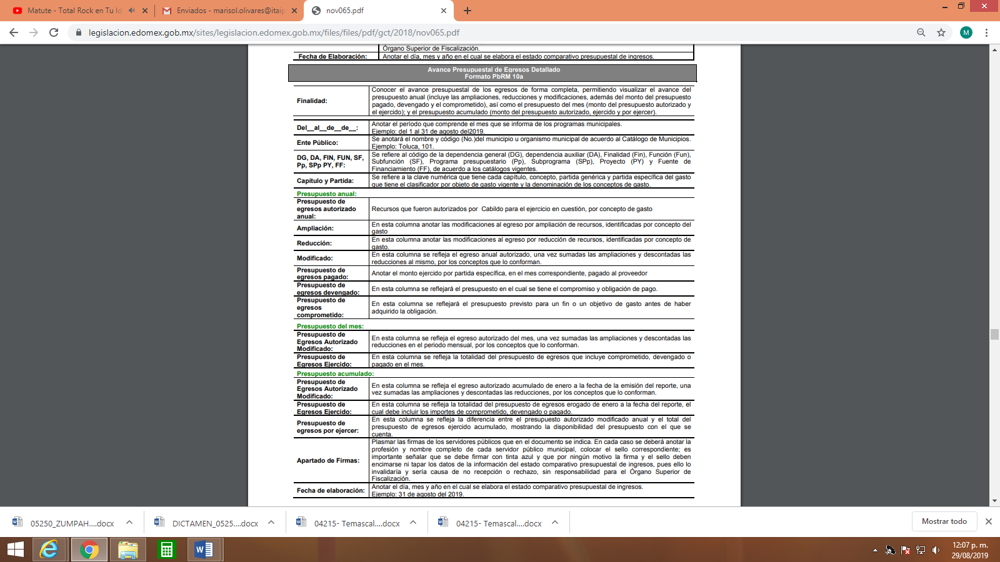 Matute - Total Rock en Tu Id
Enviados - marisol.olivares@itaip
nov065.pdf
legislacion.edomex.gob.mx/sites/legislacion.edomex.gob.mx/files/files/pdf/gct/2018/nov065.pdf
M
Órgano Superior de Fiscalización.
Fecha de Elaboración: Anotar el día, mes y año en el cual se elabora el estado comparativo presupuestal de ingresos.
Avance Presupuestal de Egresos Detallado
Formato PbRM 10a
Finalidad:
Conocer el avance presupuestal de los egresos de forma completa, permitiendo visualizar el avance del
presupuesto anual (incluye las ampliaciones, reducciones y modificaciones, además del monto del presupuesto
pagado, devengado y el comprometido), así como el presupuesto del mes (monto del presupuesto autorizado y
el ejercido); y el presupuesto acumulado (monto del presupuesto autorizado, ejercido y por ejercer).
Del__al__de__de__:
Anotar el período que comprende el mes que se informa de los programas municipales.
Ejemplo: del 1 al 31 de agosto del2019.
Ente Público:
Se anotará el nombre y código (No.)del municipio u organismo municipal de acuerdo al Catálogo de Municipios.
Ejemplo: Toluca, 101.
DG, DA, FIN, FUN, SF,
Pp, SPp PY, FF:
Se refiere al código de la dependencia general (DG), dependencia auxiliar (DA), Finalidad (Fin), Función (Fun),
Subfunción (SF), Programa presupuestario (Pp), Subprograma (SPp), Proyecto (PY) y Fuente de
Financiamiento (FF), de acuerdo a los catálogos vigentes.
Capítulo y Partida:
Se refiere a la clave numérica que tiene cada capítulo, concepto, partida genérica y partida específica del gasto
que tiene el clasificador por objeto de gasto vigente y la denominación de los conceptos de gasto.
Presupuesto anual:
Presupuesto de
egresos autorizado
anual:
Recursos que fueron autorizados por Cabildo para el ejercicio en cuestión, por concepto de gasto
Ampliación:
En esta columna anotar las modificaciones al egreso por ampliación de recursos, identificadas por concepto del
gasto
Reducción:
En esta columna anotar las modificaciones al egreso por reducción de recursos, identificadas por concepto de
gasto.
Modificado:
En esta columna se refleja el egreso anual autorizado, una vez sumadas las ampliaciones y descontadas las
reducciones al mismo, por los conceptos que lo conforman.
Presupuesto de
egresos pagado:
Anotar el monto ejercido por partida específica, en el mes correspondiente, pagado al proveedor
Presupuesto de
egresos devengado:
En esta columna se reflejará el presupuesto en el cual se tiene el compromiso y obligación de pago.
Presupuesto de
egresos
comprometido:
En esta columna se reflejará el presupuesto previsto para un fin o un objetivo de gasto antes de haber
adquirido la obligación.
Presupuesto del mes:
Presupuesto de
Egresos Autorizado
Modificado:
En esta columna se refleja el egreso autorizado del mes, una vez sumadas las ampliaciones y descontadas las
reducciones en el periodo mensual, por los conceptos que lo conforman.
Presupuesto de
Egresos Ejercido:
En esta columna se refleja la totalidad del presupuesto de egresos que incluye comprometido, devengado o
pagado en el mes.
Presupuesto acumulado:
Presupuesto de
Egresos Autorizado
Modificado:
En esta columna se refleja el egreso autorizado acumulado de enero a la fecha de la emisión del reporte, una
vez sumadas las ampliaciones y descontadas las reducciones, por los conceptos que lo conforman.
Presupuesto de
Egresos Ejercido:
En esta columna se refleja la totalidad del presupuesto de egresos erogado de enero a la fecha del reporte, el
cual debe incluir los importes de comprometido, devengado o pagado.
Presupuesto de
egresos por ejercer:
En esta columna se refleja la diferencia entre el presupuesto autorizado modificado anual y el total del
presupuesto de egresos ejercido acumulado, mostrando la disponibilidad del presupuesto con el que se
cuenta.
Apartado de Firmas:
Plasmar las firmas de los servidores públicos que en el documento se indica. En cada caso se deberá anotar la
profesión y nombre completo de cada servidor público municipal, colocar el sello correspondiente; es
importante señalar que se debe firmar con tinta azul y que por ningún motivo la firma y el sello deben
encimarse ni tapar los datos de la información del estado comparativo presupuestal de ingresos, pues ello lo
invalidaría y sería causa de no recepción o rechazo, sin responsabilidad para el Órgano Superior de
Fiscalización.
Fecha de elaboración:
Anotar el día, mes y año en el cual se elabora el estado comparativo presupuestal de ingresos.
Ejemplo: 31 de agosto del 2019.
05250_ZUMPAH....docx
DICTAMEN_0525....docx
04215- Temascal....docx
04215- Temascal....docx
Mostrar todo
12:07 p. m.
29/08/2019